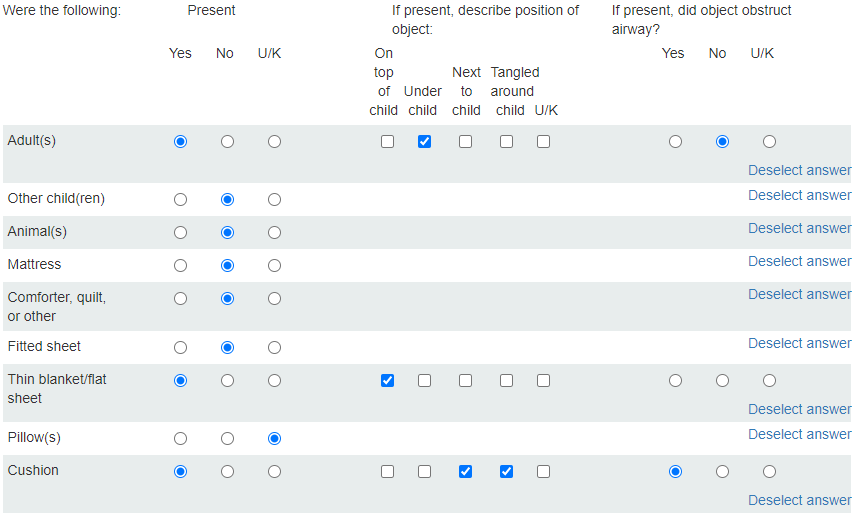 Were the following: Present If present, describe position of object: If present, did object obstruct airway?
Yes No U/K On top of child Under child Next to child Tangled around child U/K Yes No U/K
Adult(s)
Deselect answer
Other child(ren) Deselect answer
Animal(s) Deselect answer
Mattress Deselect answer
Comforter, quilt, Deselect answer
or other
Fitted sheet Deselect answer
Thin blanket/flat
sheet
Deselect answer
Pillow(s) Deselect answer
Cushion
Deselect answer